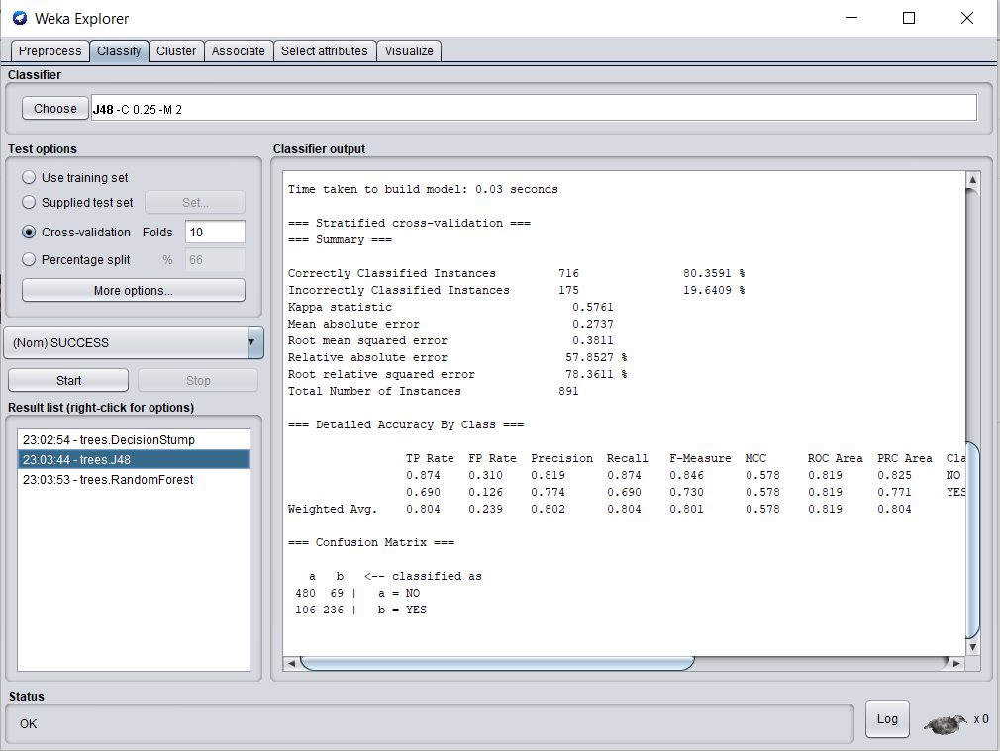 Weka Explorer
Preprocess Classify Cluster Associate Select attributes Visualize
Classifier
Choose J48 -C 0.25 -M 2
Test options
Use training set
Supplied test set Set...
Cross-validation Folds 10
Percentage split % 66
More options...
(Nom) SUCCESS
Start Stop
Result list (right-click for options)
23:02:54 - trees.DecisionStump
23:03:44 - trees.J48
23:03:53 - trees.RandomForest
Classifier output
Time taken to build model: 0.03 seconds
=== Stratified cross-validation ===
=== Summary ===
Correctly Classified Instances 716 80.3591 %
Incorrectly Classified Instances 175 19.6409 %
Kappa statistic 0.5761
Mean absolute error 0.2737
Root mean squared error 0.3811
Relative absolute error 57.8527 %
Root relative squared error 78.3611 %
Total Number of Instances 891
=== Detailed Accuracy By Class ===
TP Rate FP Rate Precision Recall F-Measure MCC ROC Area PRC Area Cla
0.874 0.310 0.819 0.874 0.846 0.578 0.819 0.825 NO
0.690 0.126 0.774 0.690 0.730 0.578 0.819 0.771 YES
Weighted Avg. 0.804 0.239 0.802 0.804 0.801 0.578 0.819 0.804
=== Confusion Matrix ===
a b <-- classified as
480 69 | a = NO
106 236 | b = YES
Status
OK
Log
x 0